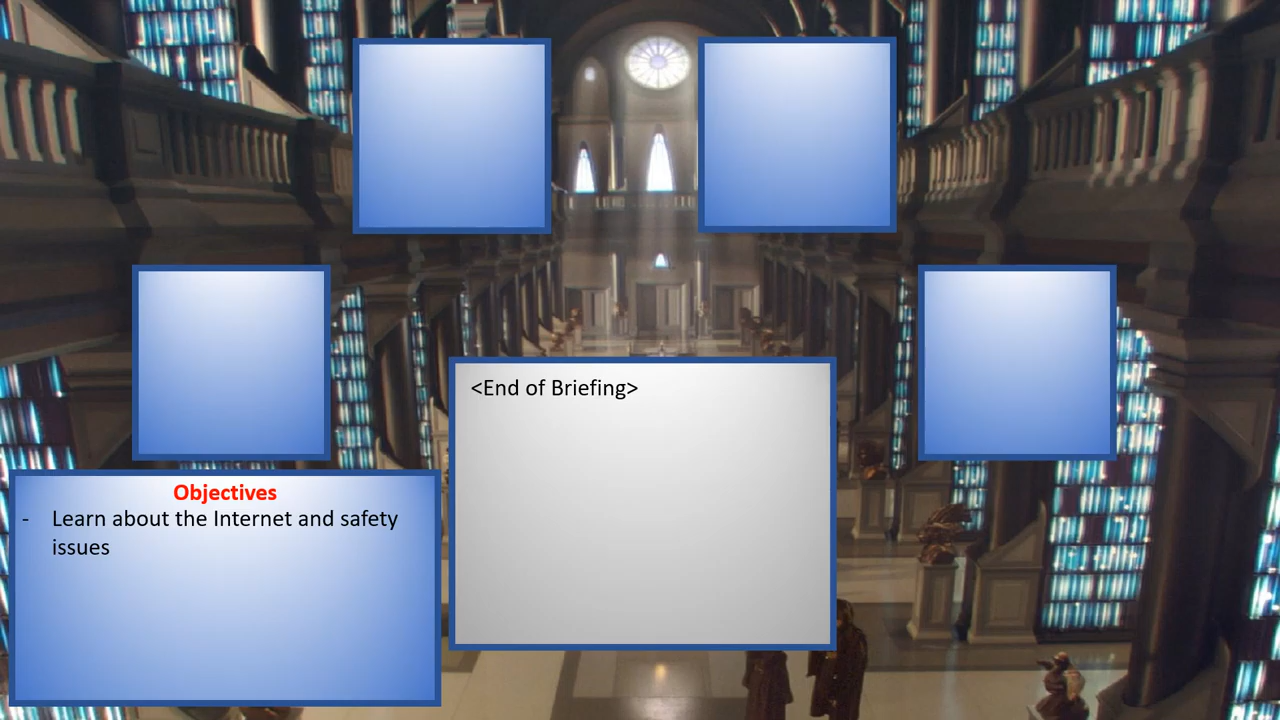 <End of Briefing>
Objectives
- Learn about the Internet and safety
issues